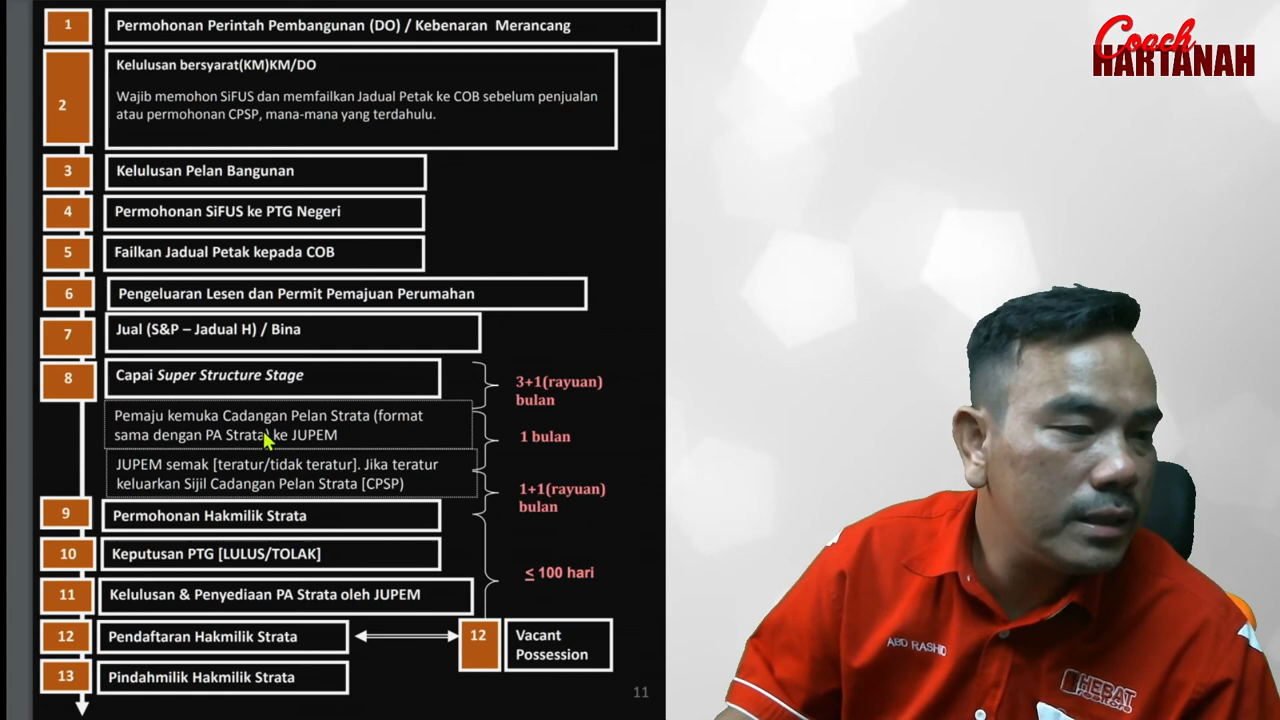 1
Permohonan Perintah Pembangunan (DO) / Kebenaran Merancang
2
Kelulusan bersyarat(KM)KM/DO
Wajib memohon SiFUS dan memfailkan Jadual Petak ke COB sebelum penjualan
atau permohonan CPSP, mana-mana yang terdahulu.
3
Kelulusan Pelan Bangunan
4
Permohonan SiFUS ke PTG Negeri
5
Failkan Jadual Petak kepada COB
6
Pengeluaran Lesen dan Permit Pemajuan Perumahan
7
Jual (S&P – Jadual H) / Bina
8
Capai Super Structure Stage
3+1(rayuan)
bulan
Pemaju kemuka Cadangan Pelan Strata (format
sama dengan PA Strata) ke JUPEM
1 bulan
JUPEM semak [teratur/tidak teratur]. Jika teratur
keluarkan Sijil Cadangan Pelan Strata [CPSP)
1+1(rayuan)
bulan
9
Permohonan Hakmilik Strata
10
Keputusan PTG [LULUS/TOLAK]
≤ 100 hari
11
Kelulusan & Penyediaan PA Strata oleh JUPEM
12
Pendaftaran Hakmilik Strata
12
Vacant
Possession
13
Pindahmilik Hakmilik Strata
11
Coach
HARTANAH
ABD RASHID
HEBAT